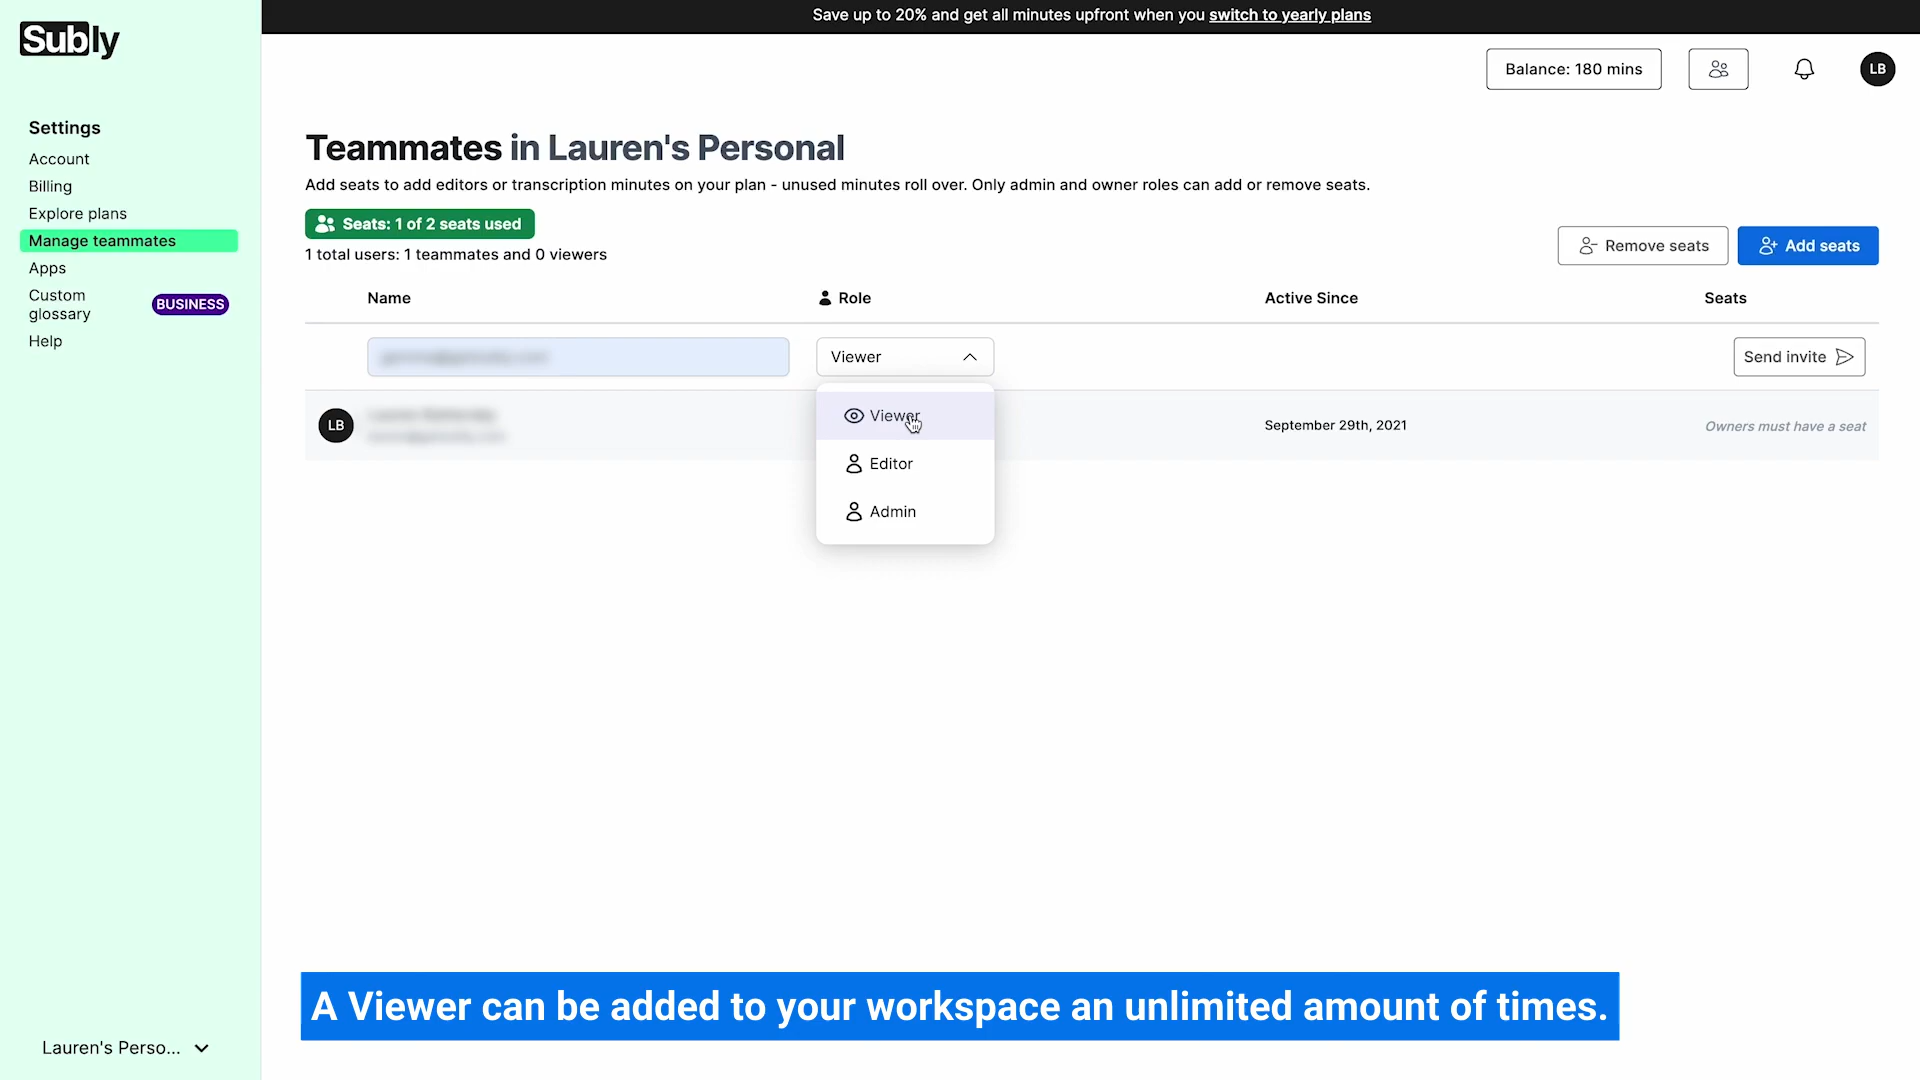 Save up to 20% and get all minutes upfront when you switch to yearly plans
Subly
Balance: 180 mins
LB
Settings
Account
Billing
Explore plans
Manage teammates
Apps
Custom glossary
BUSINESS
Help
Teammates in Lauren's Personal
Add seats to add editors or transcription minutes on your plan - unused minutes roll over. Only admin and owner roles can add or remove seats.
Seats: 1 of 2 seats used
1 total users: 1 teammates and 0 viewers
Remove seats
Add seats
Name
Role
Active Since
Seats
Viewer
Send invite
LB
September 29th, 2021
Owners must have a seat
Viewer
Editor
Admin
A Viewer can be added to your workspace an unlimited amount of times.
Lauren's Perso...